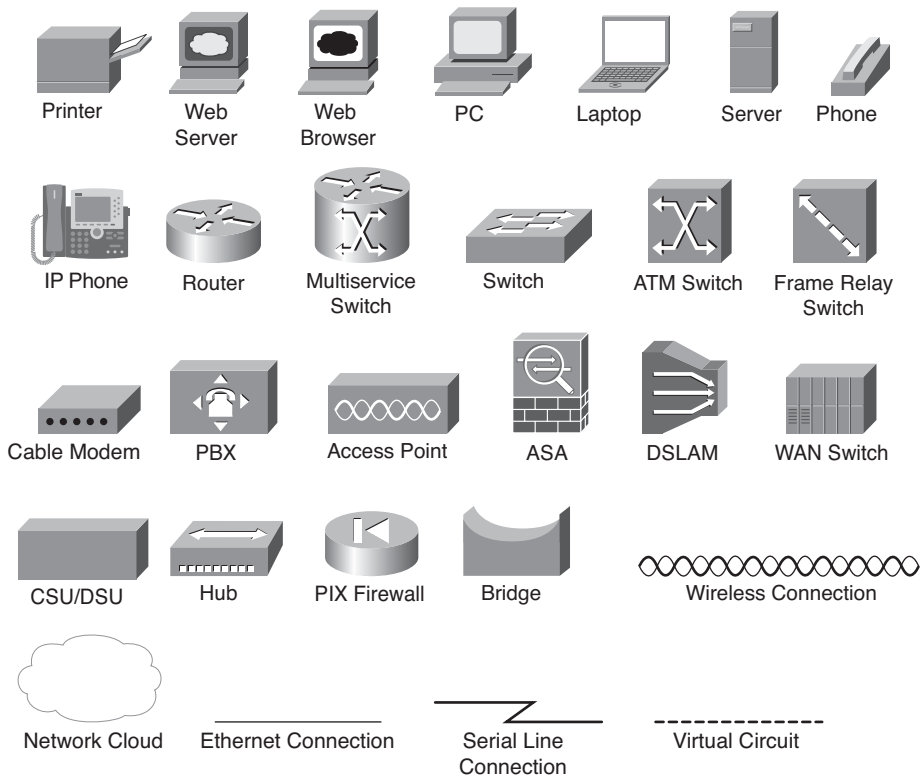 Printer
Web
Server
Web
Browser
PC
Laptop
Server
Phone
IP Phone
Router
Multiservice
Switch
Switch
ATM Switch
Frame Relay
Switch
Cable Modem
PBX
Access Point
ASA
DSLAM
WAN Switch
CSU/DSU
Hub
PIX Firewall
Bridge
Wireless Connection
Network Cloud
Ethernet Connection
Serial Line
Connection
Virtual Circuit